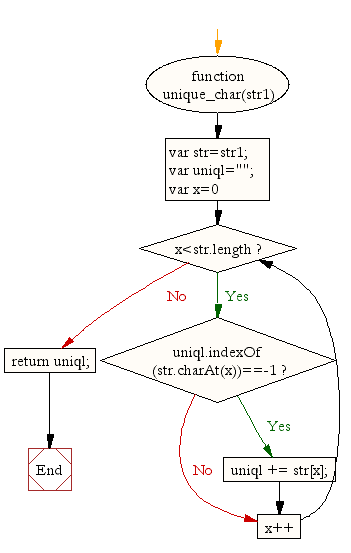 function
unique_char(str1)
var str=str1;
var uniql="";
var x=0
x<str.length ?
No
Yes
return uniql;
uniql.indexOf
(str.charAt(x))==-1 ?
Yes
No
End
uniql += str[x];
x++